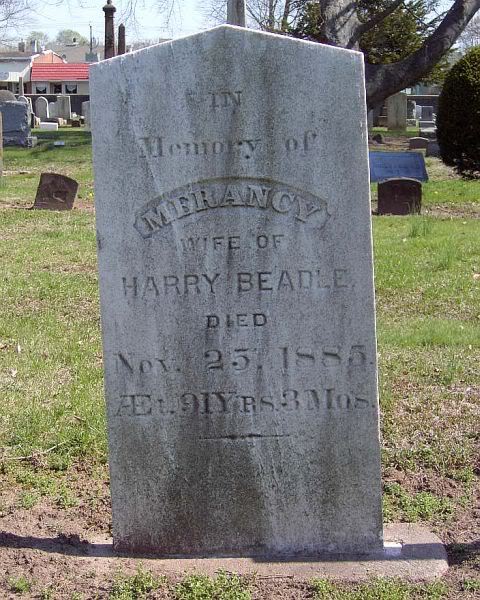 IN
Memory of
MERANCY
WIFE OF
HARRY BEADLE,
DIED
Nov. 25, 1885.
Æt. 91 Yrs. 3 Mos.